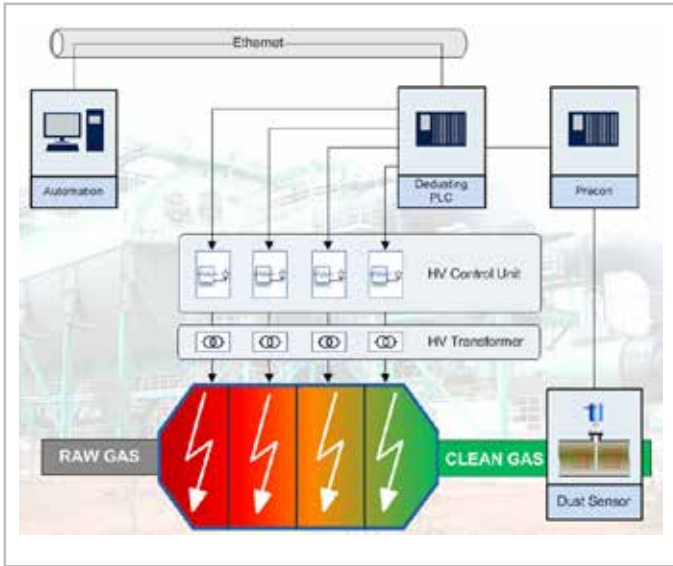 Ethernet
Automation
Dedusting
PLC
Precon
HV Control Unit
HV Transformer
RAW GAS
CLEAN GAS
Dust Sensor